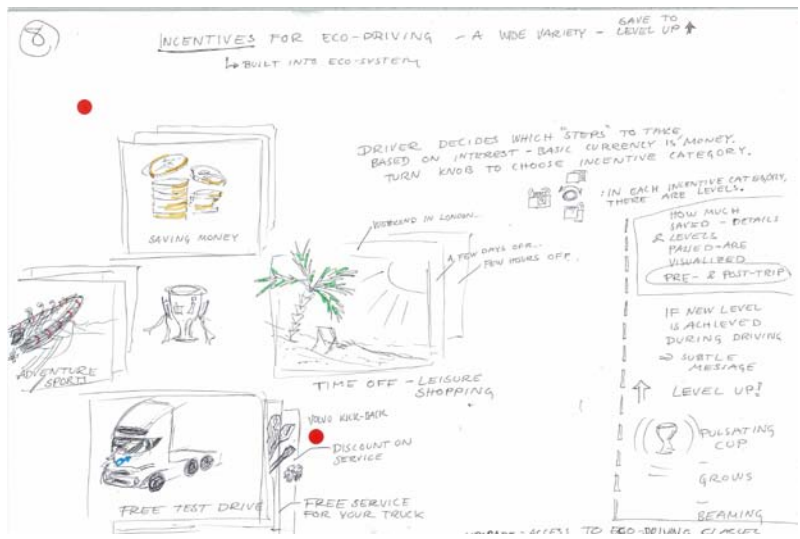 8
INCENTIVES FOR ECO-DRIVING - A WDE VARIETY -
GAVE TO
LEVEL UP
BUILT INTO ECO-SYSTEM
DRIVER DECIDES WHICH "STEPS" TO TAKE
BASED ON INTEREST - BASIC CURRENCY IS MONEY.
TURN KNOB TO CHOOSE INCENTIVE CATEGORY.
: IN EACH INCENTIVE CATEGORY,
THERE ARE LEVELS.
SAVING MONEY
WEEKEND IN LONDON..
A FEW DAYS OFF..
FEW HOURS OFF..
HOW MUCH
SAVED - DETAILS
& LEVELS
PASSED - ARE
VISUALIZED
PRE- & POST-TRIP
ADVENTURE
SPORTS
TIME OFF - LEISURE
SHOPPING
IF NEW LEVEL
IS ACHIEVED
DURING DRIVING
⇒ SUBTLE
MESSAGE
LEVEL UP!
VOLVO KICK-BACK
DISCOUNT ON
SERVICE
FREE TEST DRIVE
FREE SERVICE
FOR YOUR TRUCK
PULSATING
CUP
-
GROWS
-
BEAMING
ACCESS TO ECO-DRIVING CLASSES